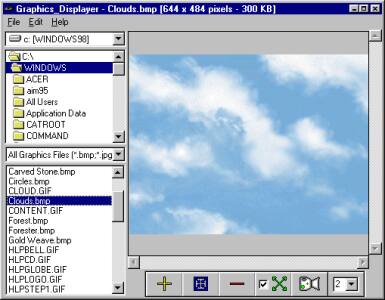 Graphics_Displayer - Clouds.bmp [644 x 484 pixels - 300 KB]
File Edit Help
c: [WINDOWS98]
C:\
WINDOWS
ACER
aim95
All Users
Application Data
CATROOT
COMMAND
All Graphics Files (*.bmp;*.jpg
Carved Stone.bmp
Circles.bmp
CLOUD.GIF
Clouds.bmp
CONTENT.GIF
Forest.bmp
Forester.bmp
Gold Weave.bmp
HLPBELL.GIF
HLPCD.GIF
HLPGLOBE.GIF
HLPLOGO.GIF
HLPSTEP1.GIF
2